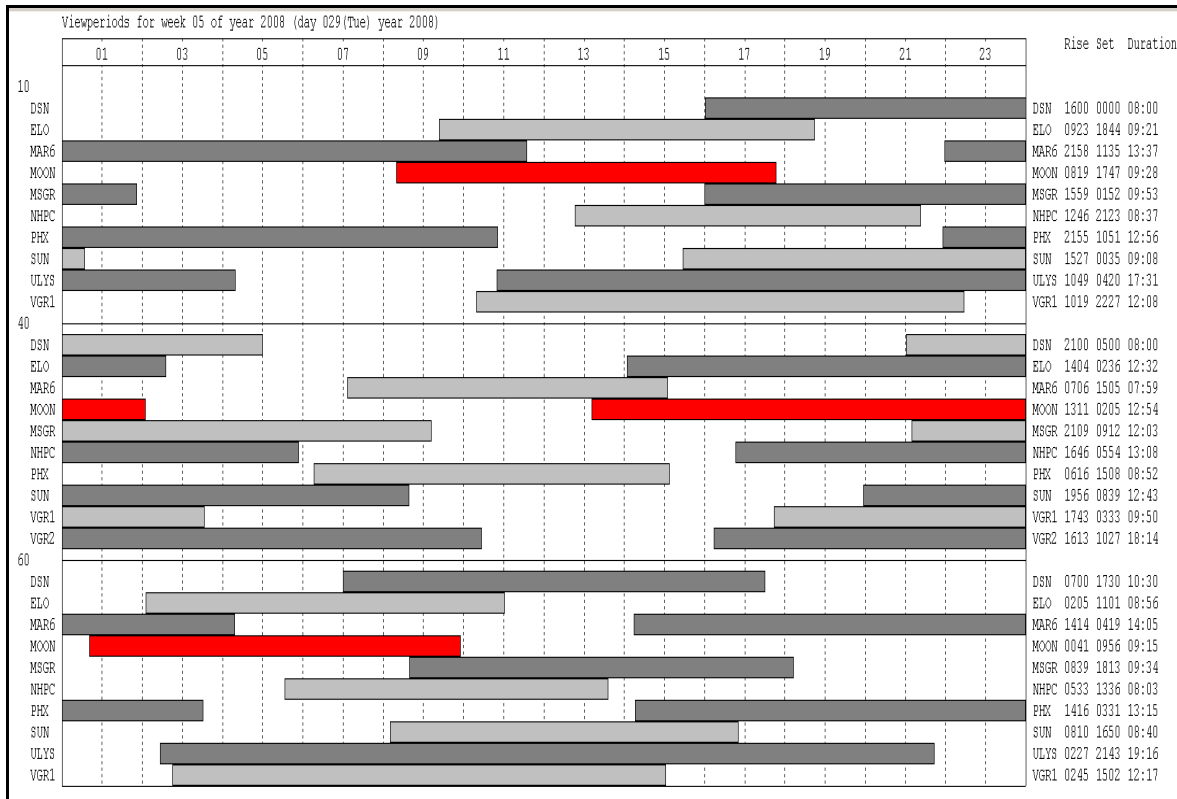 Viewperiods for week 05 of year 2008 (day 029(Tue) year 2008)
01 03 05 07 09 11 13 15 17 19 21 23 Rise Set Duration
10
DSN DSN 1600 0000 08:00
ELO ELO 0923 1844 09:21
MAR6 MAR6 2158 1135 13:37
MOON MOON 0819 1747 09:28
MSGR MSGR 1559 0152 09:53
NHPC NHPC 1246 2123 08:37
PHX PHX 2155 1051 12:56
SUN SUN 1527 0035 09:08
ULYS ULYS 1049 0420 17:31
VGR1 VGR1 1019 2227 12:08
40
DSN DSN 2100 0500 08:00
ELO ELO 1404 0236 12:32
MAR6 MAR6 0706 1505 07:59
MOON MOON 1311 0205 12:54
MSGR MSGR 2109 0912 12:03
NHPC NHPC 1646 0554 13:08
PHX PHX 0616 1508 08:52
SUN SUN 1956 0839 12:43
VGR1 VGR1 1743 0333 09:50
VGR2 VGR2 1613 1027 18:14
60
DSN DSN 0700 1730 10:30
ELO ELO 0205 1101 08:56
MAR6 MAR6 1414 0419 14:05
MOON MOON 0041 0956 09:15
MSGR MSGR 0839 1813 09:34
NHPC NHPC 0533 1336 08:03
PHX PHX 1416 0331 13:15
SUN SUN 0810 1650 08:40
ULYS ULYS 0227 2143 19:16
VGR1 VGR1 0245 1502 12:17